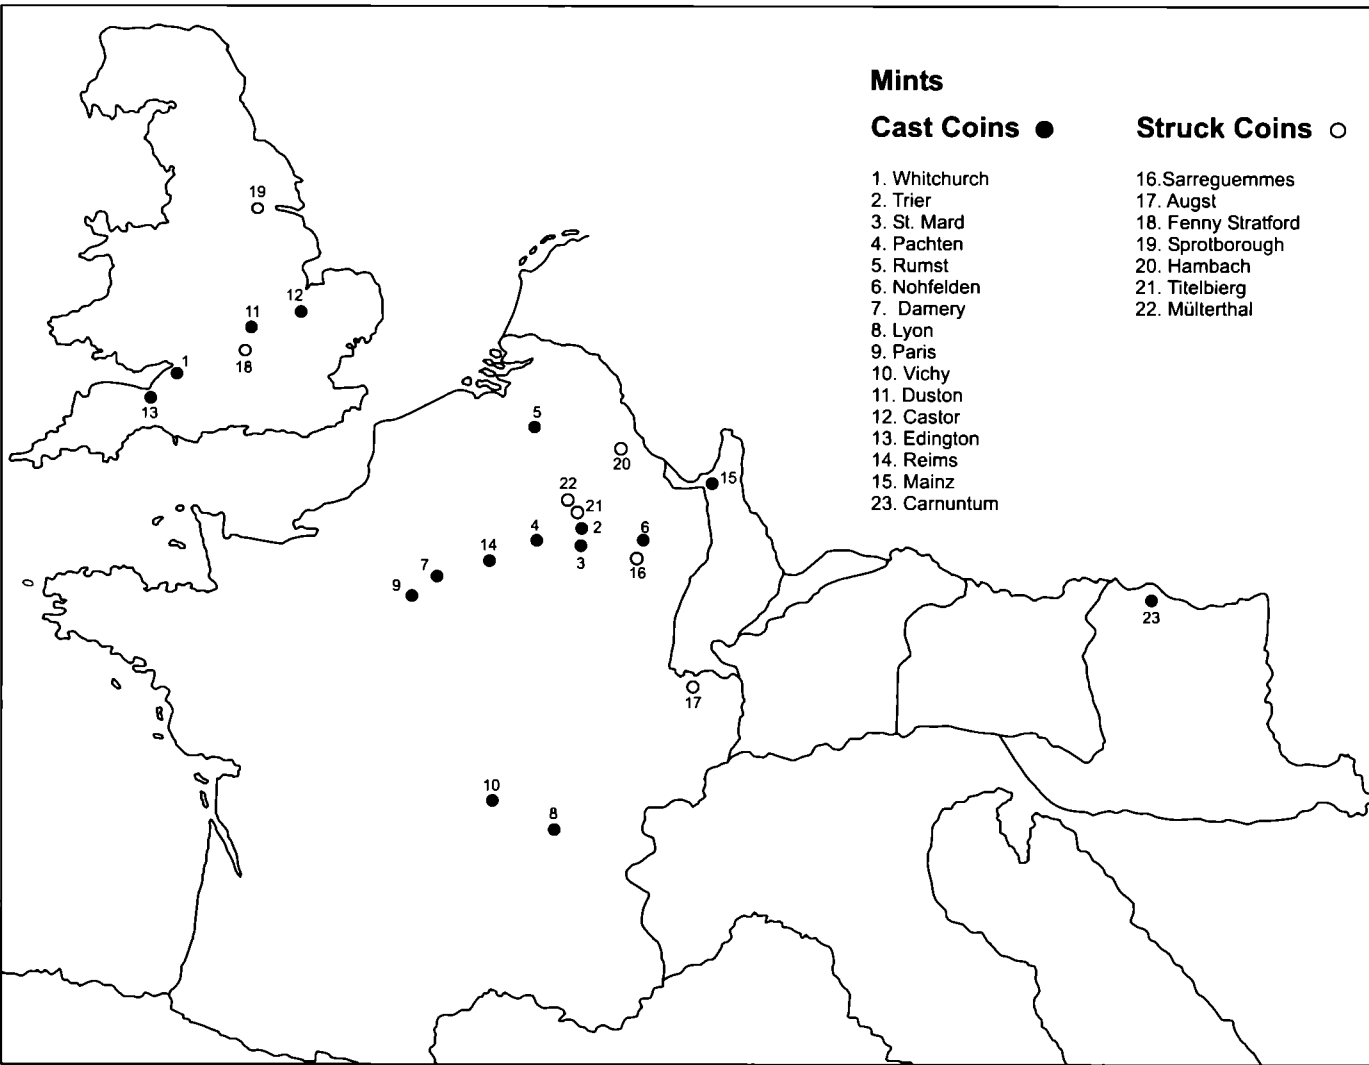 Mints
Cast Coins
1. Whitchurch
2. Trier
3. St. Mard
4. Pachten
5. Rumst
6. Nohfelden
7. Damery
8. Lyon
9. Paris
10. Vichy
11. Duston
12. Castor
13. Edington
14. Reims
15. Mainz
23. Carnuntum
Struck Coins
16.Sarreguemmes
17. Augst
18. Fenny Stratford
19. Sprotborough
20. Hambach
21. Titelbierg
22. Mülterthal
19
12
11
18
1
13
5
20
15
22
21
2
4
6
3
14
16
7
9
23
17
10
8